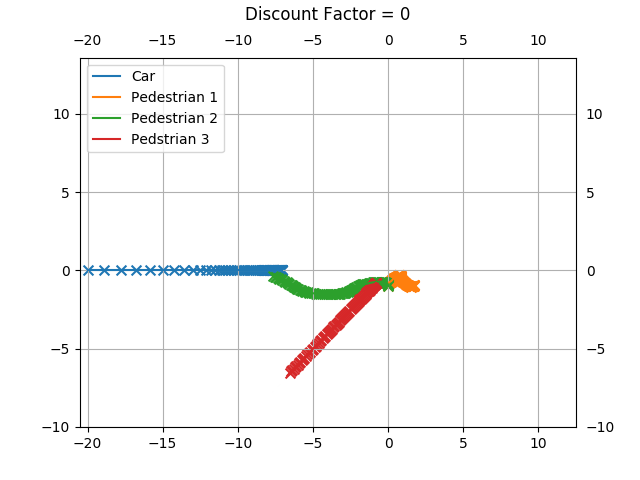 Discount Factor = 0
−20 −15 −10 −5 0 5 10
Car
Pedestrian 1
Pedestrian 2
Pedstrian 3
10 10
5 5
0 0
−5 −5
−10 −10
−20 −15 −10 −5 0 5 10